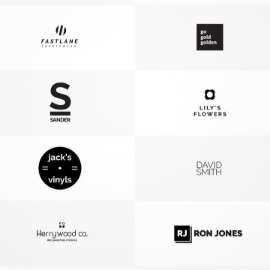 FASTLANE
go
gold
golden
S
SANDER
LILY'S
FLOWERS
jack's
vinyls
DAVID
SMITH
Herrywood co.
RJ RON JONES